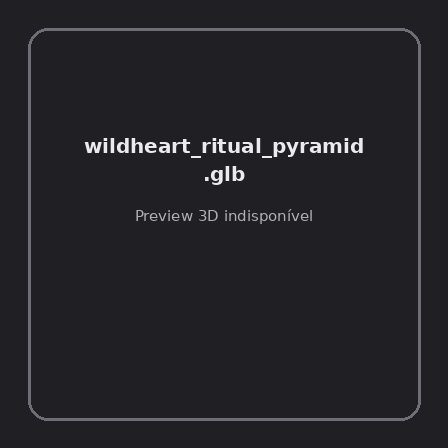 wildheart_ritual_pyramid
.glb
Preview 3D indisponível